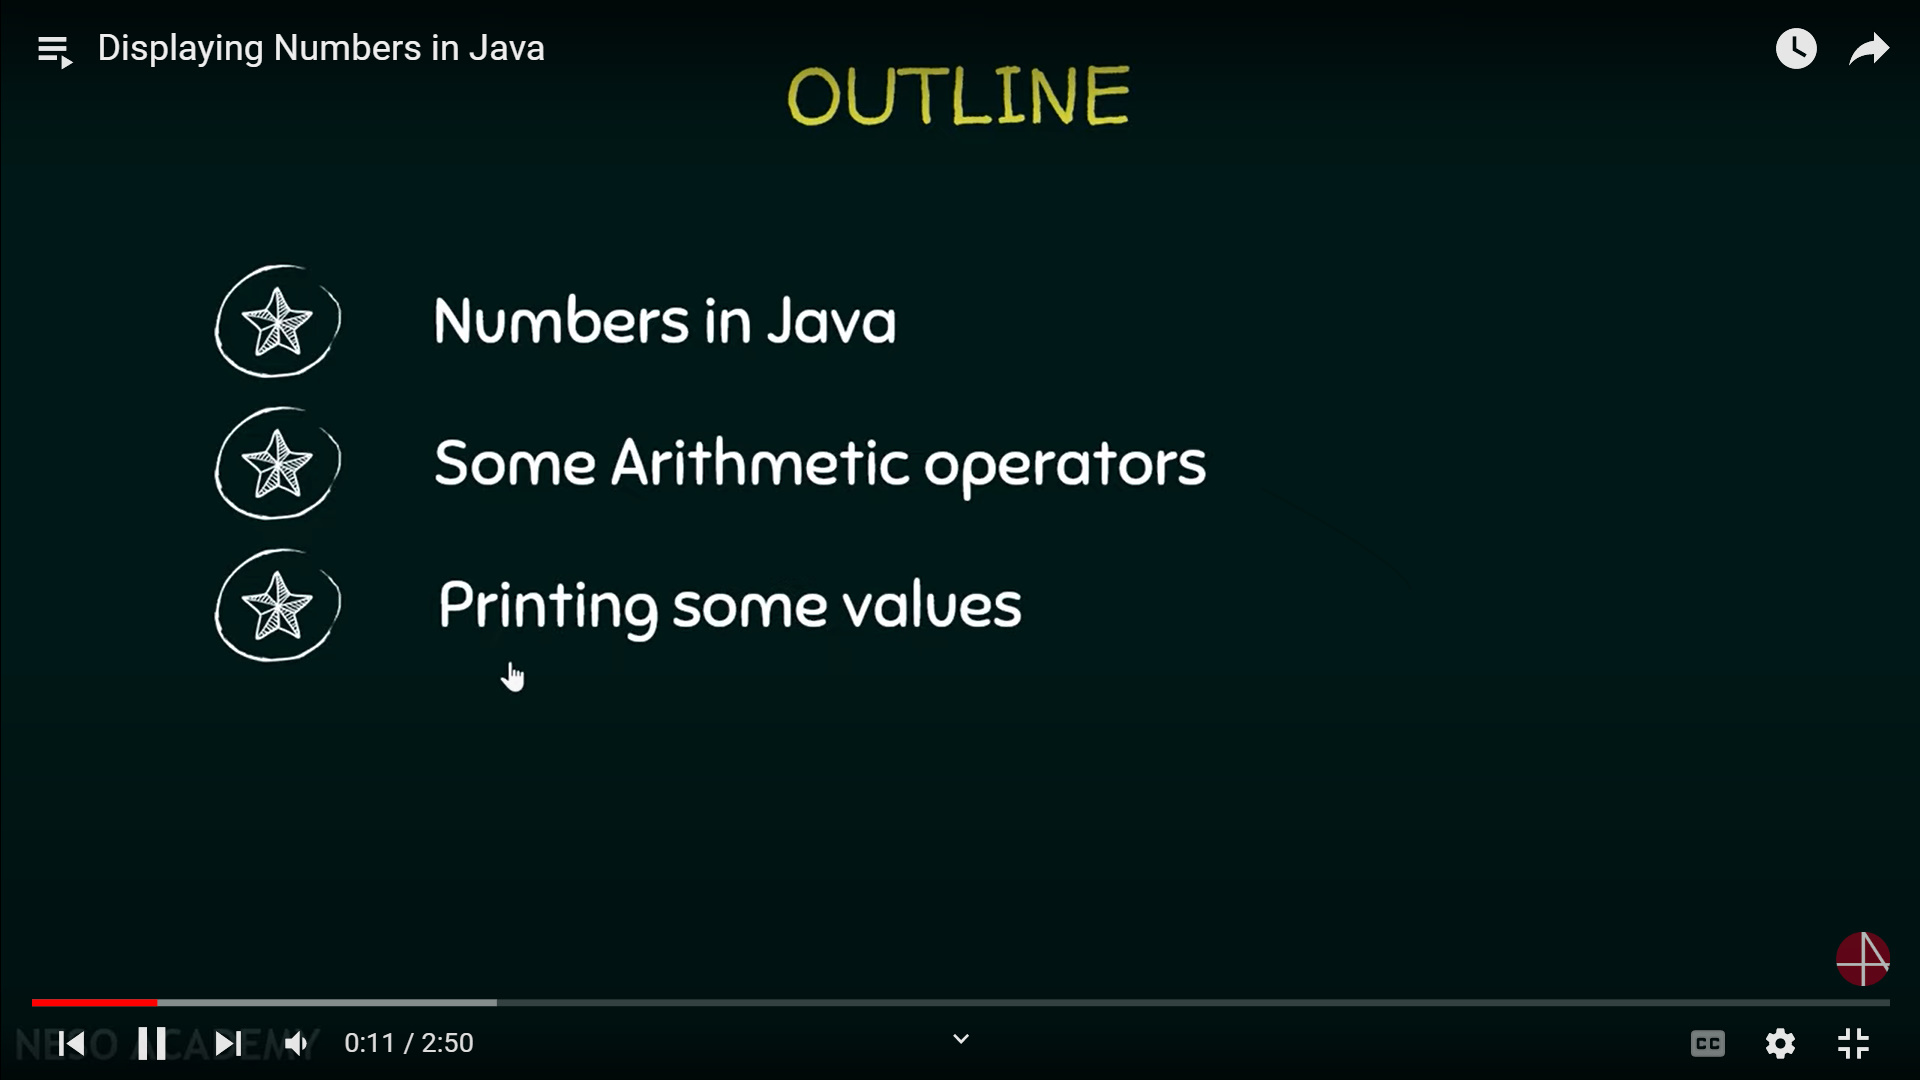 Displaying Numbers in Java
OUTLINE
Numbers in Java
Some Arithmetic operators
Printing some values
NESO ACADEMY
0:11 / 2:50
CC